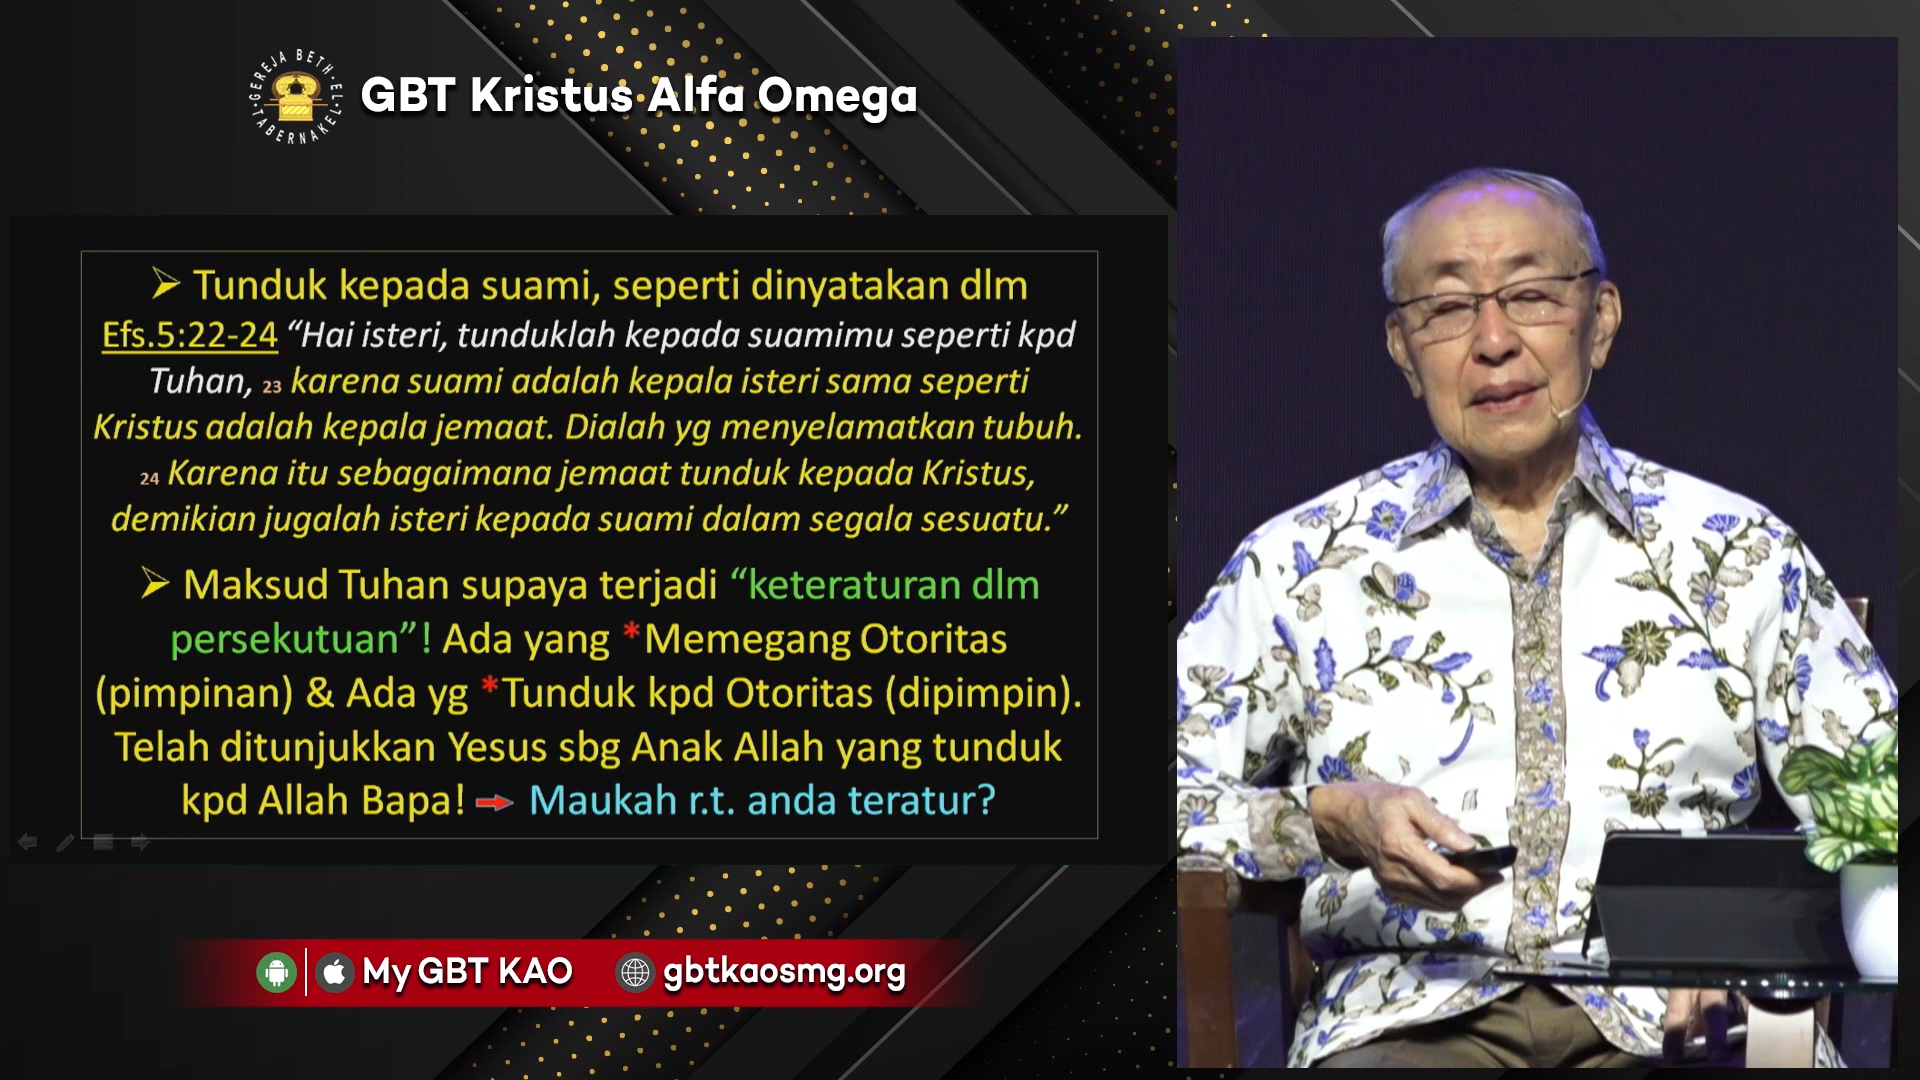 GEREJA BETH-EL TABERNAKEL
GBT Kristus Alfa Omega
➢ Tunduk kepada suami, seperti dinyatakan dlm
Efs.5:22-24 “Hai isteri, tunduklah kepada suamimu seperti kpd
Tuhan, 23 karena suami adalah kepala isteri sama seperti
Kristus adalah kepala jemaat. Dialah yg menyelamatkan tubuh.
24 Karena itu sebagaimana jemaat tunduk kepada Kristus,
demikian jugalah isteri kepada suami dalam segala sesuatu.”
➢ Maksud Tuhan supaya terjadi “keteraturan dlm
persekutuan”! Ada yang *Memegang Otoritas
(pimpinan) & Ada yg *Tunduk kpd Otoritas (dipimpin).
Telah ditunjukkan Yesus sbg Anak Allah yang tunduk
kpd Allah Bapa! ➡ Maukah r.t. anda teratur?
My GBT KAO
gbtkaosmg.org